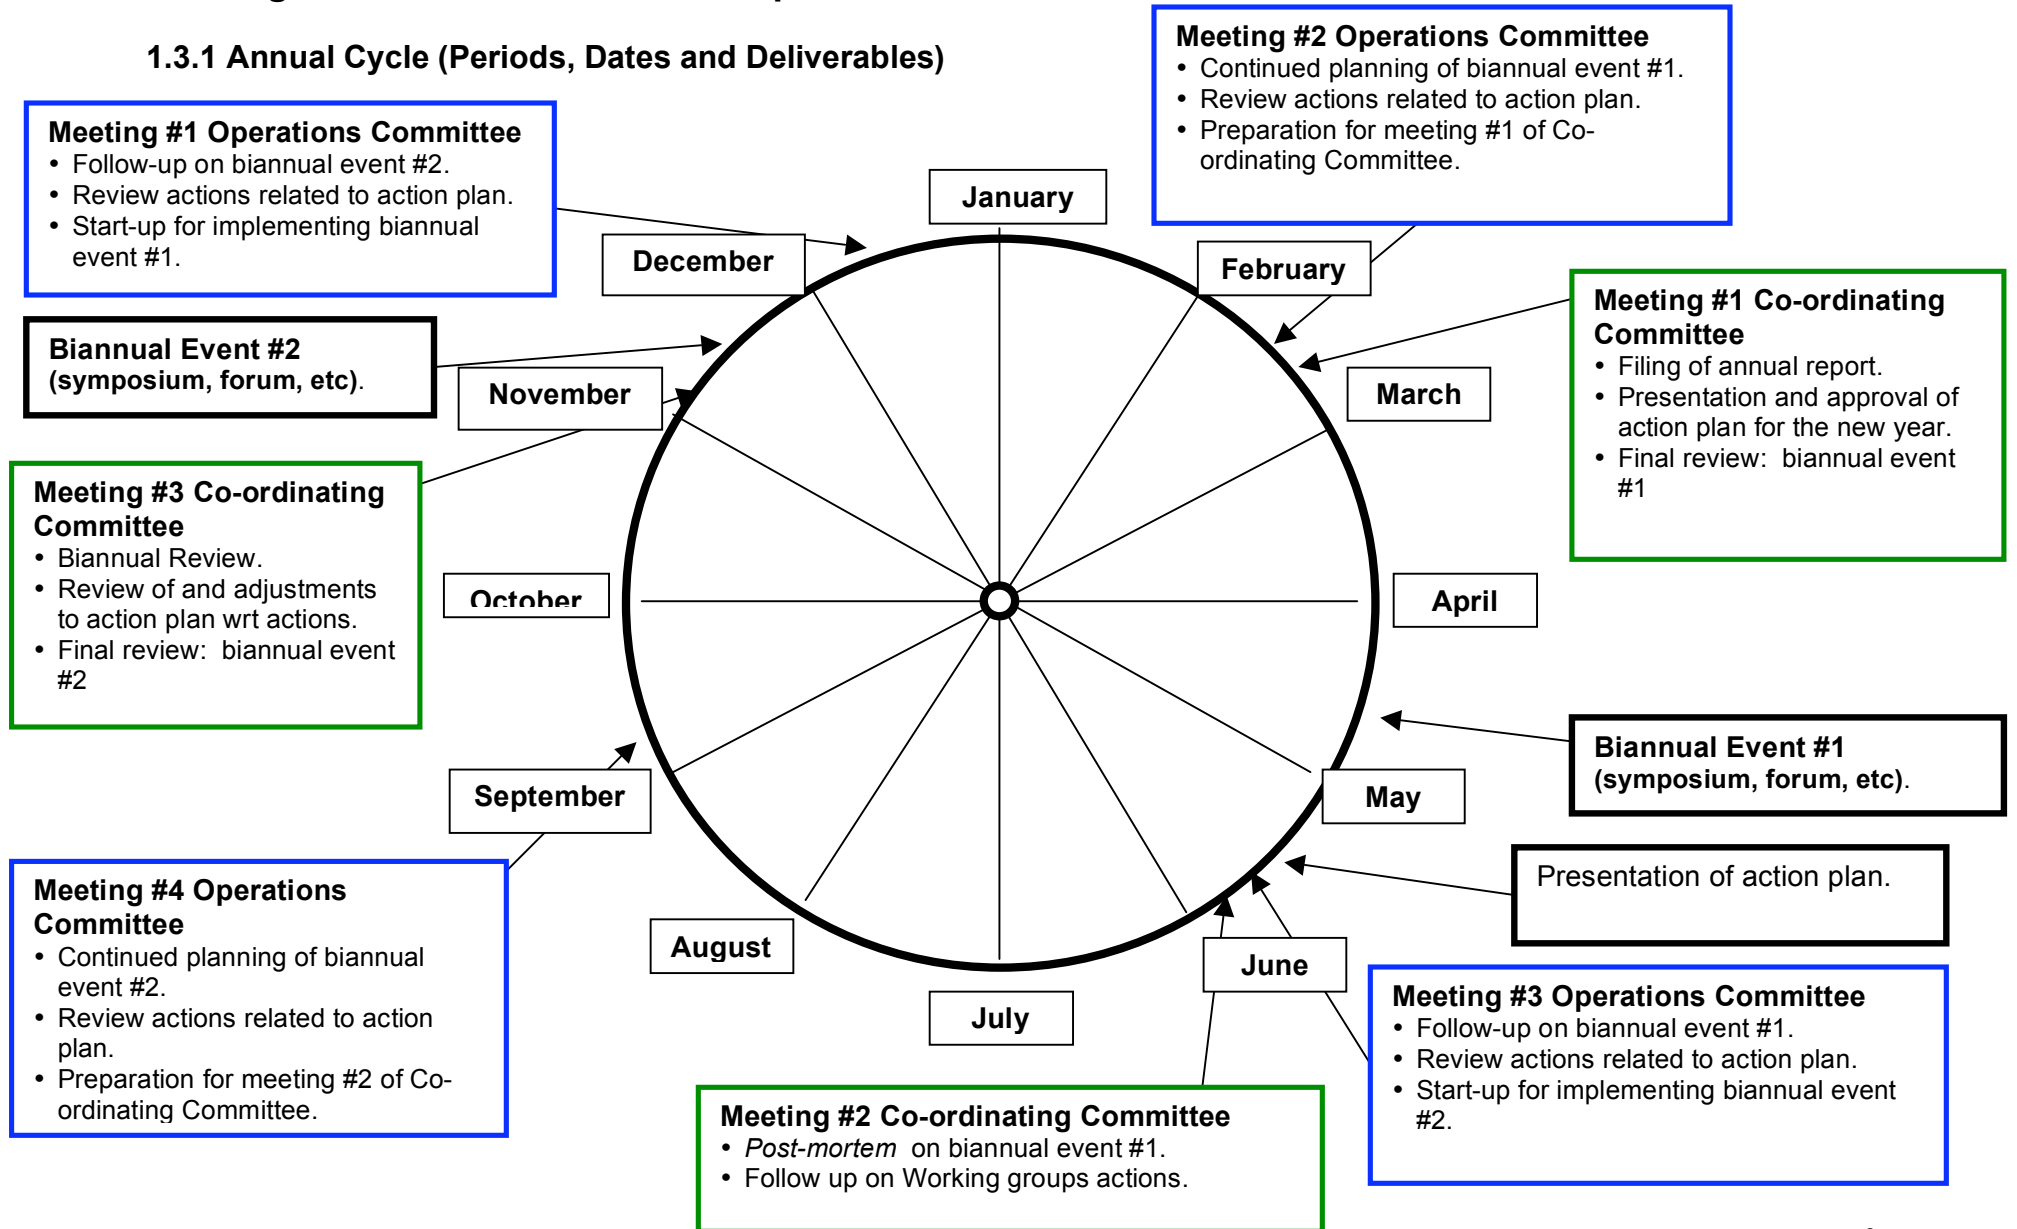 1.3.1 Annual Cycle (Periods, Dates and Deliverables)
Meeting #1 Operations Committee
• Follow-up on biannual event #2.
• Review actions related to action plan.
• Start-up for implementing biannual
event #1.
Meeting #2 Operations Committee
• Continued planning of biannual event #1.
• Review actions related to action plan.
• Preparation for meeting #1 of Co-
ordinating Committee.
January
December
February
Biannual Event #2
(symposium, forum, etc).
November
March
Meeting #1 Co-ordinating
Committee
• Filing of annual report.
• Presentation and approval of
action plan for the new year.
• Final review: biannual event
#1
Meeting #3 Co-ordinating
Committee
• Biannual Review.
• Review of and adjustments
to action plan wrt actions.
• Final review: biannual event
#2
October
April
September
May
Biannual Event #1
(symposium, forum, etc).
Presentation of action plan.
Meeting #4 Operations
Committee
• Continued planning of biannual
event #2.
• Review actions related to action
plan.
• Preparation for meeting #2 of Co-
ordinating Committee.
August
July
June
Meeting #3 Operations Committee
• Follow-up on biannual event #1.
• Review actions related to action plan.
• Start-up for implementing biannual event
#2.
Meeting #2 Co-ordinating Committee
• Post-mortem on biannual event #1.
• Follow up on Working groups actions.